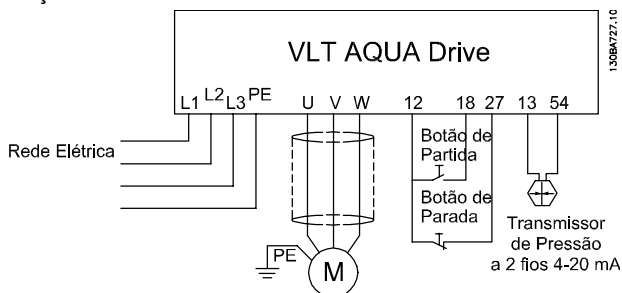 VLT AQUA Drive
130BA727.10
L1 L2 L3 PE U V W 12 18 27 13 54
Rede Elétrica
Botão de
Partida
Botão de
Parada
Transmissor
de Pressão
a 2 fios 4-20 mA
PE
M